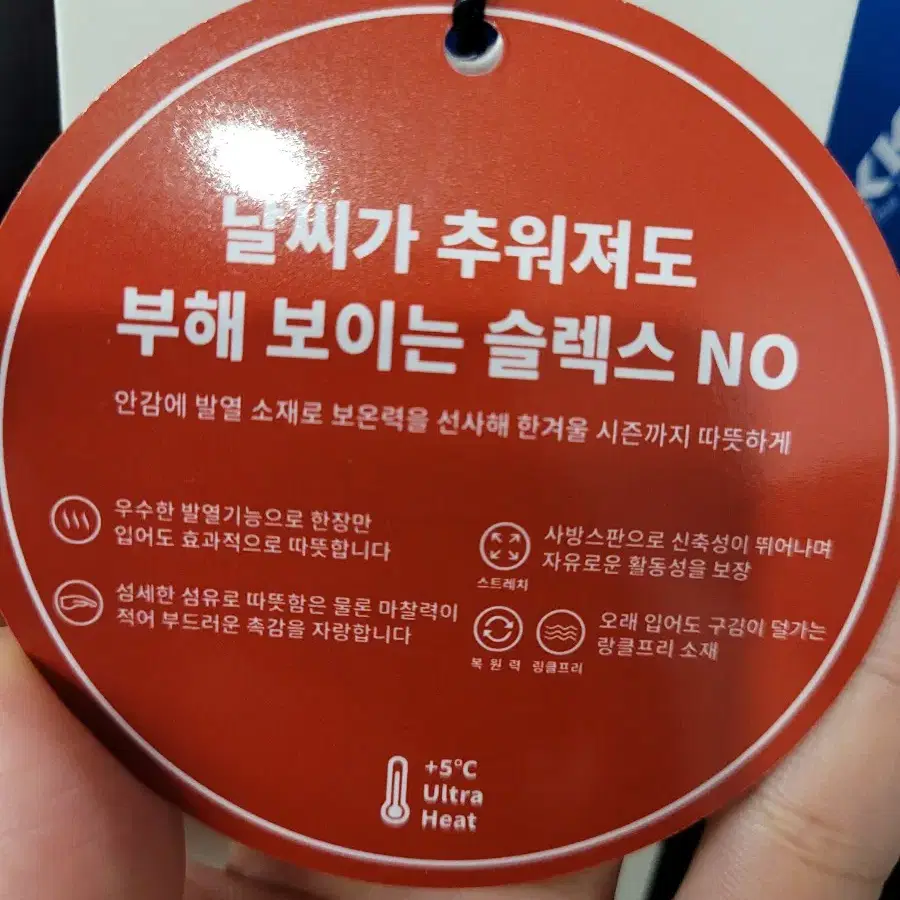 날씨가 추워져도
부해 보이는 슬렉스 NO
안감에 발열 소재로 보온력을 선사해 한겨울 시즌까지 따뜻하게
우수한 발열기능으로 한장만
입어도 효과적으로 따뜻합니다
섬세한 섬유로 따뜻함은 물론 마찰력이
적어 부드러운 촉감을 자랑합니다
사방스판으로 신축성이 뛰어나며
자유로운 활동성을 보장
스트레치
오래 입어도 구김이 덜가는
랑클프리 소재
복원력 링클프리
+5°C
Ultra
Heat